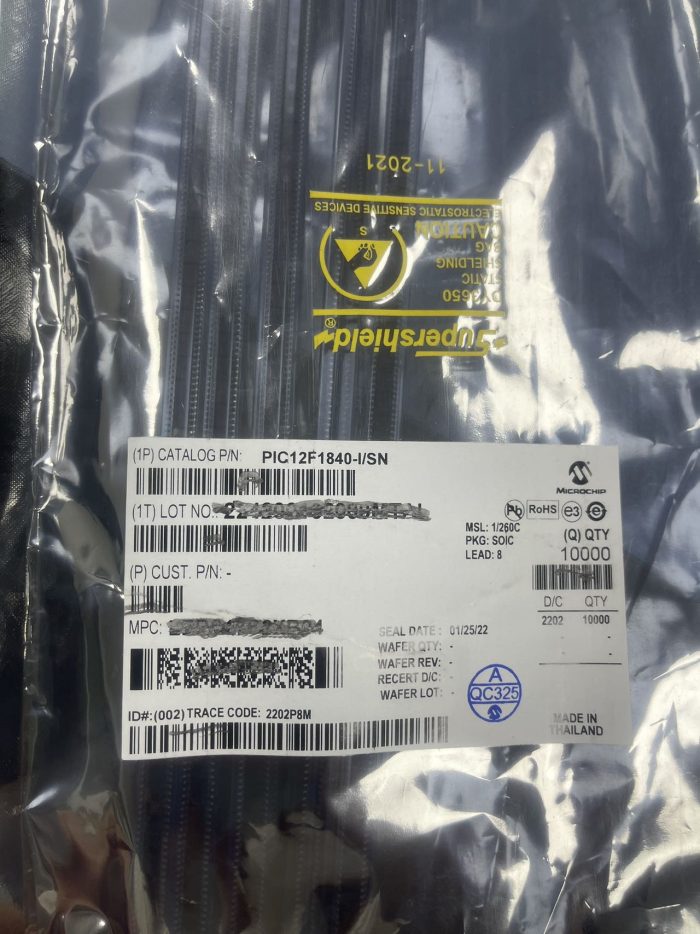 11-2021
ELECTROSTATIC SENSITIVE DEVICES
CAUTION
S
BAG
SHIELDING
STATIC
3650
Supershield®
(1P) CATALOG P/N: PIC12F1840-I/SN
MICROCHIP
(1T) LOT NO.:
Pb RoHS e3 e
MSL: 1/260C
PKG: SOIC
LEAD: 8
(Q) QTY
10000
(P) CUST. P/N: -
D/C QTY
2202 10000
-
- -
MPC:
SEAL DATE: 01/25/22
WAFER QTY: -
WAFER REV: -
RECERT D/C: -
WAFER LOT: -
A
QC325
ID#:(002) TRACE CODE: 2202P8M
MADE IN
THAILAND